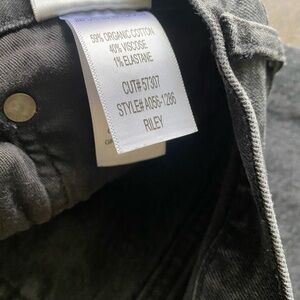 59% ORGANIC COTTON
40% VISCOSE
1% ELASTANE
CUT# 57307
STYLE# A056-1286
RILEY